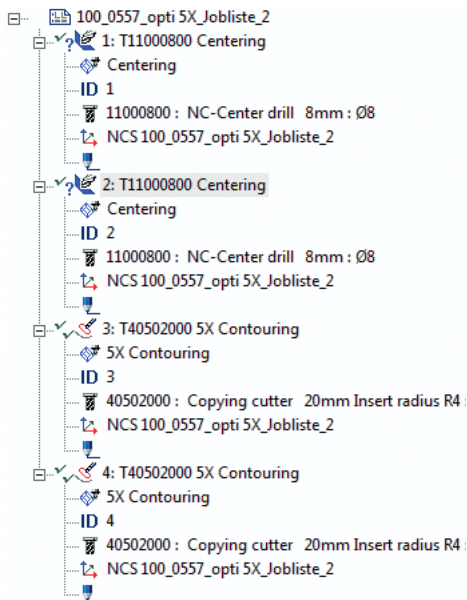 100_0557_opti 5X_Jobliste_2
1: T11000800 Centering
Centering
ID 1
11000800 : NC-Center drill 8mm : Ø8
NCS 100_0557_opti 5X_Jobliste_2
2: T11000800 Centering
Centering
ID 2
11000800 : NC-Center drill 8mm : Ø8
NCS 100_0557_opti 5X_Jobliste_2
3: T40502000 5X Contouring
5X Contouring
ID 3
40502000 : Copying cutter 20mm Insert radius R4 :
NCS 100_0557_opti 5X_Jobliste_2
4: T40502000 5X Contouring
5X Contouring
ID 4
40502000 : Copying cutter 20mm Insert radius R4 :
NCS 100_0557_opti 5X_Jobliste_2